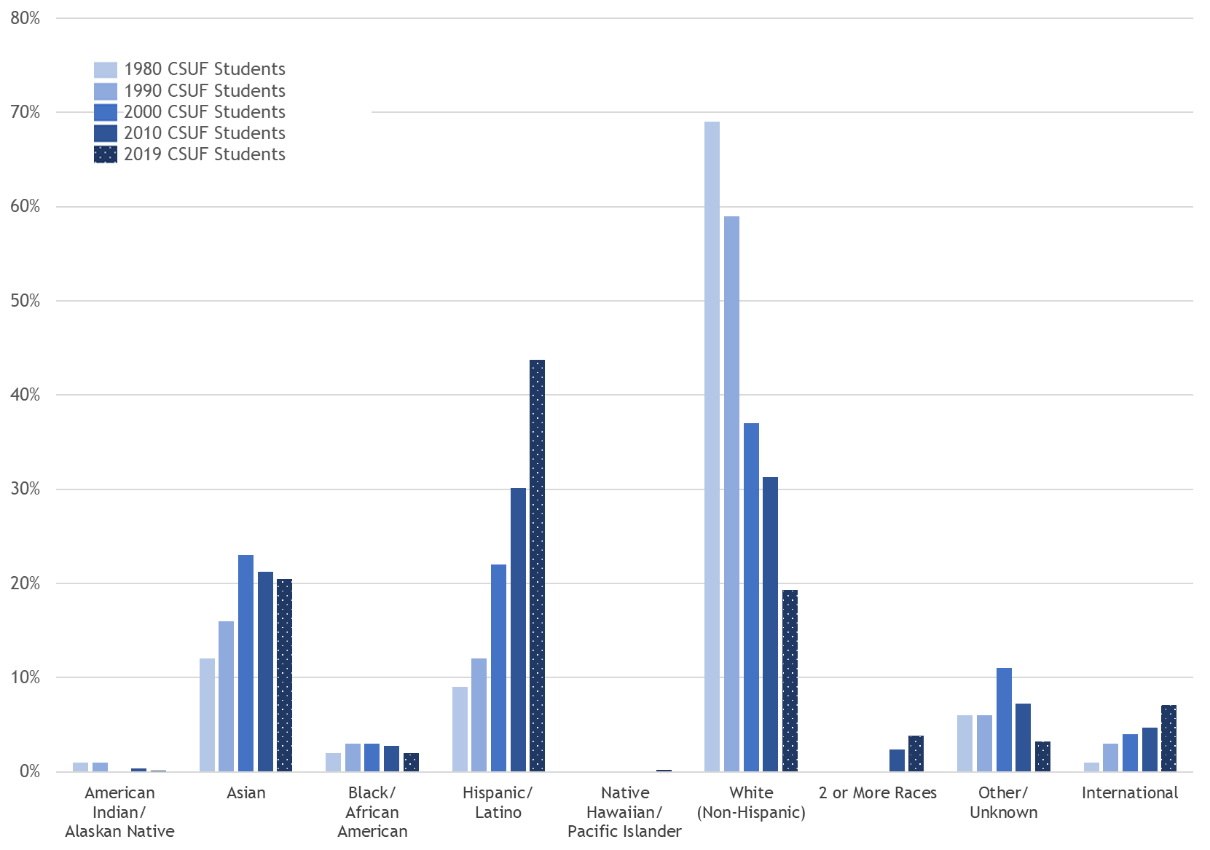 80%
70%
60%
50%
40%
30%
20%
10%
0%
1980 CSUF Students
1990 CSUF Students
2000 CSUF Students
2010 CSUF Students
2019 CSUF Students
American
Indian/
Alaskan Native
Asian
Black/
African
American
Hispanic/
Latino
Native
Hawaiian/
Pacific Islander
White
(Non-Hispanic)
2 or More Races
Other/
Unknown
International